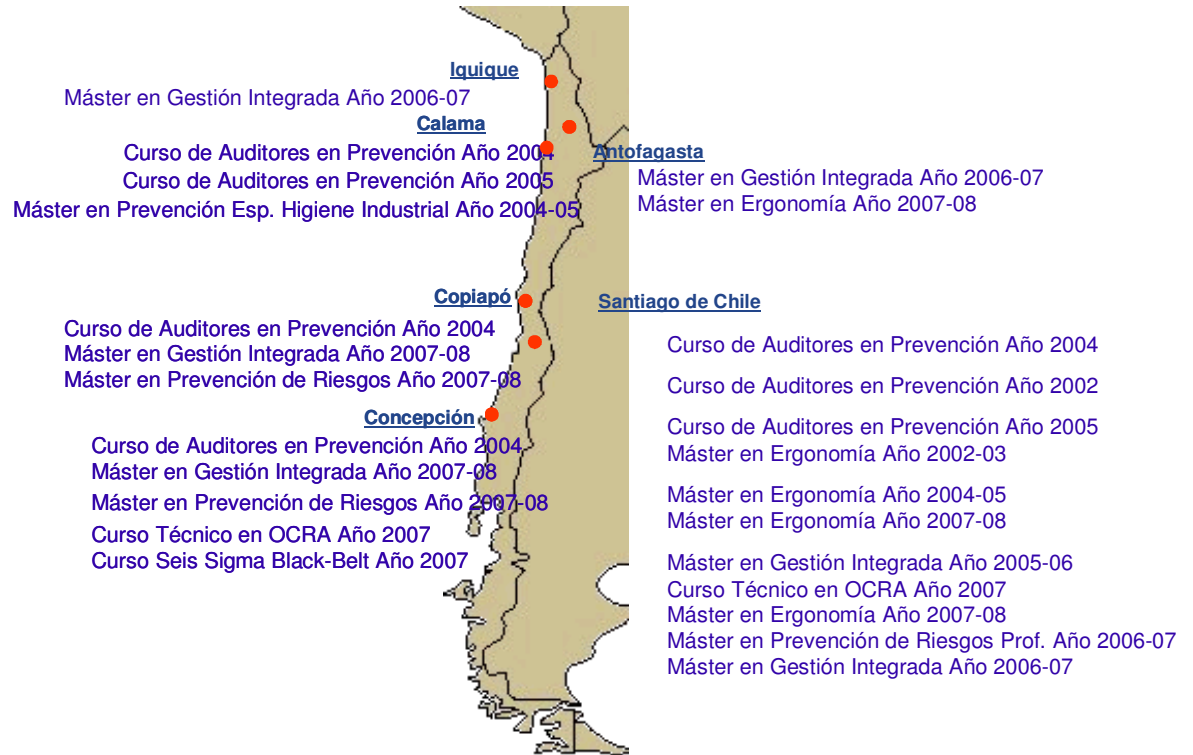 Iquique
Máster en Gestión Integrada Año 2006-07
Calama
Curso de Auditores en Prevención Año 2004
Curso de Auditores en Prevención Año 2005
Máster en Prevención Esp. Higiene Industrial Año 2004-05
Antofagasta
Máster en Gestión Integrada Año 2006-07
Máster en Ergonomía Año 2007-08
Copiapó
Curso de Auditores en Prevención Año 2004
Máster en Gestión Integrada Año 2007-08
Máster en Prevención de Riesgos Año 2007-08
Concepción
Curso de Auditores en Prevención Año 2004
Máster en Gestión Integrada Año 2007-08
Máster en Prevención de Riesgos Año 2007-08
Curso Técnico en OCRA Año 2007
Curso Seis Sigma Black-Belt Año 2007
Santiago de Chile
Curso de Auditores en Prevención Año 2004
Curso de Auditores en Prevención Año 2002
Curso de Auditores en Prevención Año 2005
Máster en Ergonomía Año 2002-03
Máster en Ergonomía Año 2004-05
Máster en Ergonomía Año 2007-08
Máster en Gestión Integrada Año 2005-06
Curso Técnico en OCRA Año 2007
Máster en Ergonomía Año 2007-08
Máster en Prevención de Riesgos Prof. Año 2006-07
Máster en Gestión Integrada Año 2006-07